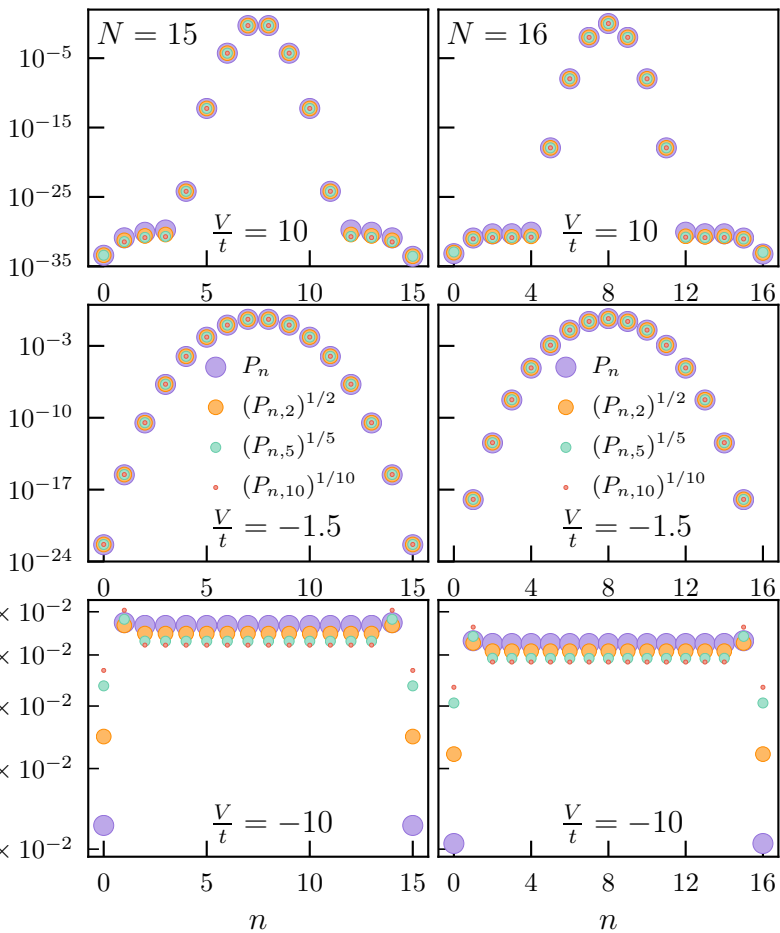 N = 15
N = 16
10^{-5}
10^{-15}
10^{-25}
10^{-35}
V/t = 10
V/t = 10
0 5 10 15
0 4 8 12 16
10^{-3}
10^{-10}
10^{-17}
10^{-24}
P_n
(P_{n,2})^{1/2}
(P_{n,5})^{1/5}
(P_{n,10})^{1/10}
V/t = −1.5
P_n
(P_{n,2})^{1/2}
(P_{n,5})^{1/5}
(P_{n,10})^{1/10}
V/t = −1.5
0 5 10 15
0 4 8 12 16
× 10^{-2}
× 10^{-2}
× 10^{-2}
× 10^{-2}
× 10^{-2}
V/t = −10
V/t = −10
0 5 10 15
0 4 8 12 16
n
n